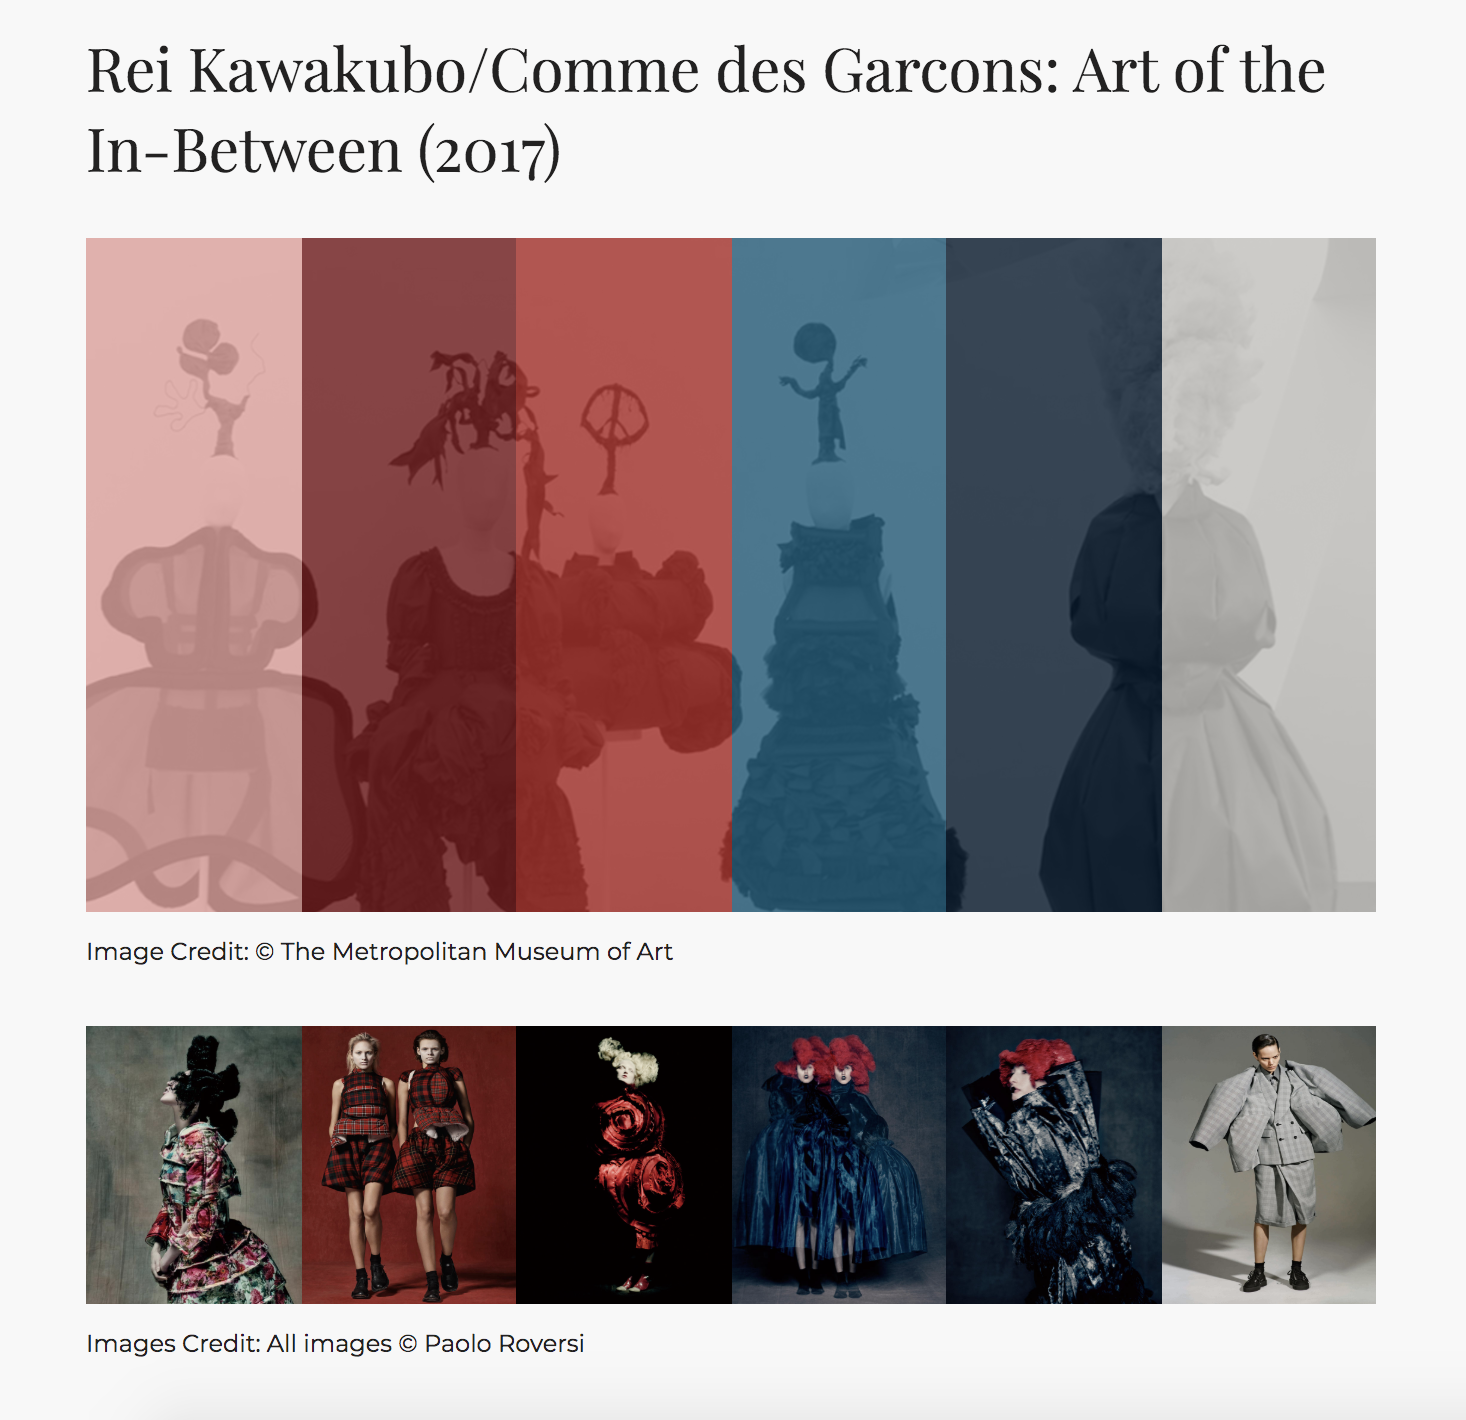 Rei Kawakubo/Comme des Garcons: Art of the
In-Between (2017)
Image Credit: © The Metropolitan Museum of Art
Images Credit: All images © Paolo Roversi